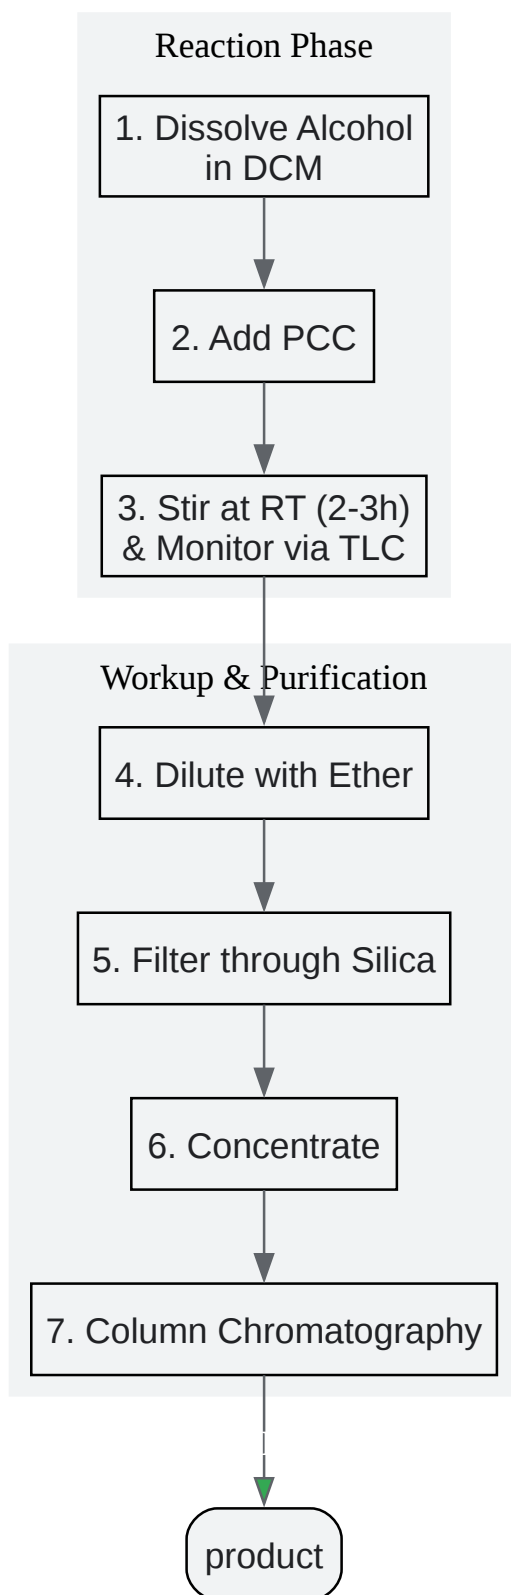 Reaction Phase
1. Dissolve Alcohol
in DCM
2. Add PCC
3. Stir at RT (2-3h)
& Monitor via TLC
Workup & Purification
4. Dilute with Ether
5. Filter through Silica
6. Concentrate
7. Column Chromatography
product